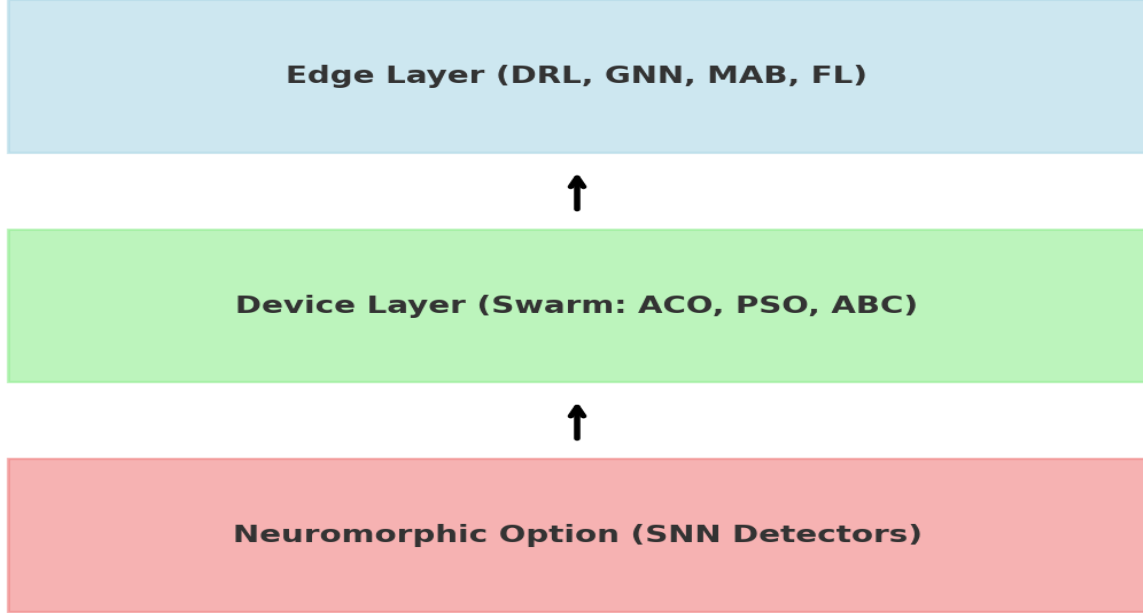 Edge Layer (DRL, GNN, MAB, FL)
Device Layer (Swarm: ACO, PSO, ABC)
Neuromorphic Option (SNN Detectors)